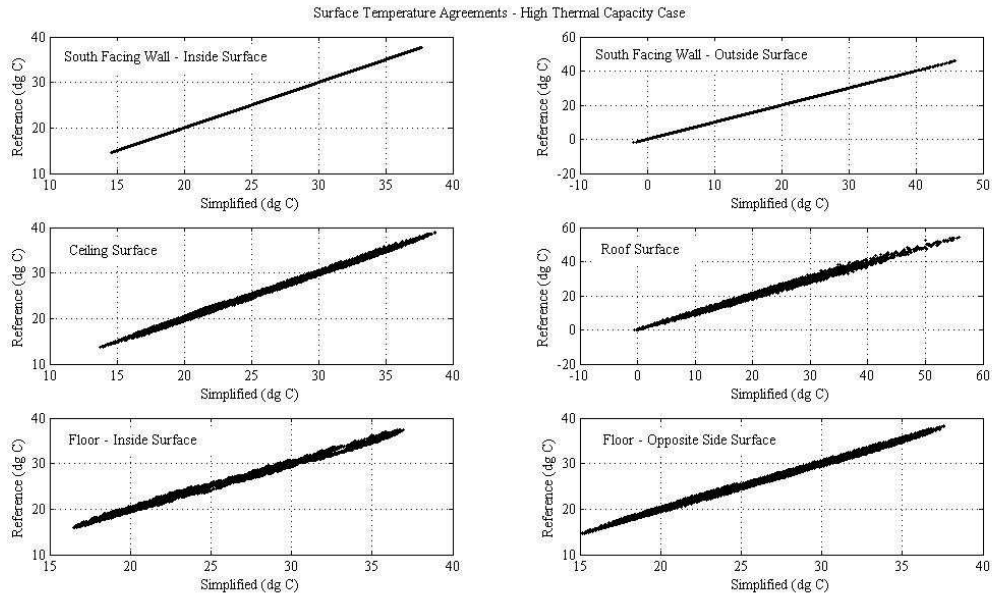 Surface Temperature Agreements - High Thermal Capacity Case
South Facing Wall - Inside Surface
Reference (dg C)
40
30
20
10
10 15 20 25 30 35 40
Simplified (dg C)
South Facing Wall - Outside Surface
Reference (dg C)
60
40
20
0
-20
-10 0 10 20 30 40 50
Simplified (dg C)
Ceiling Surface
Reference (dg C)
40
30
20
10
10 15 20 25 30 35 40
Simplified (dg C)
Roof Surface
Reference (dg C)
60
40
20
0
-20
-10 0 10 20 30 40 50 60
Simplified (dg C)
Floor - Inside Surface
Reference (dg C)
40
30
20
10
15 20 25 30 35 40
Simplified (dg C)
Floor - Opposite Side Surface
Reference (dg C)
40
30
20
10
15 20 25 30 35 40
Simplified (dg C)